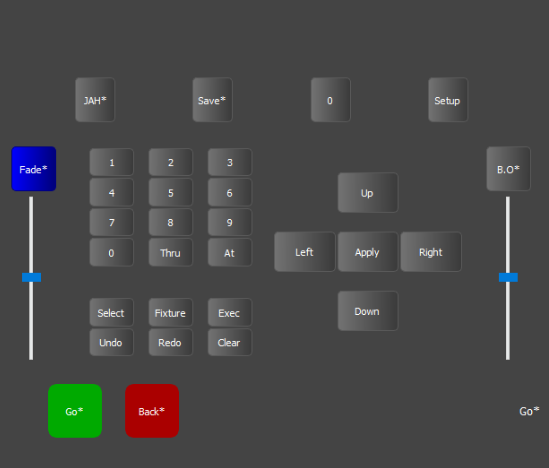 JAH* Save* 0 Setup
Fade* B.O*
1 2 3
4 5 6
7 8 9
0 Thru At
Up
Left Apply Right
Down
Select Fixture Exec
Undo Redo Clear
Go* Back* Go*